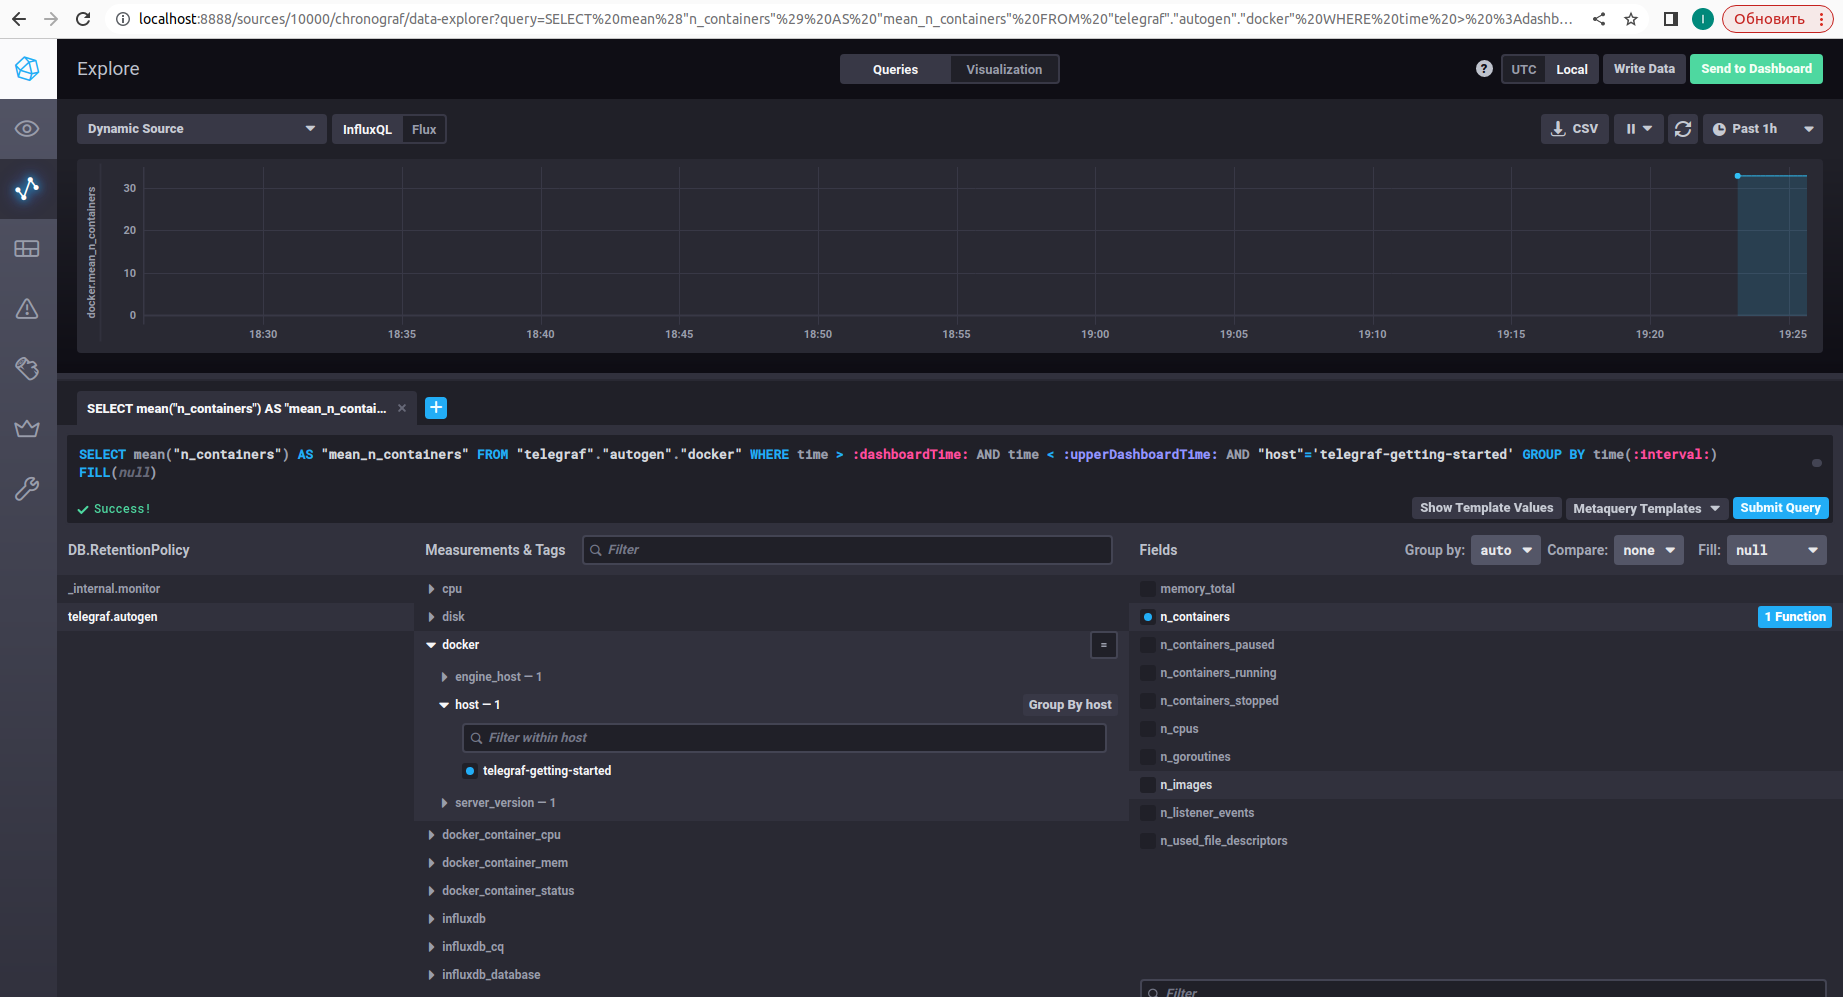 localhost:8888/sources/10000/chronograf/data-explorer?query=SELECT%20mean%28"n_containers"%29%20AS%20"mean_n_containers"%20FROM%20"telegraf"."autogen"."docker"%20WHERE%20time%20>%20%3Adashb...
I
Обновить
Explore
Queries
Visualization
?
UTC
Local
Write Data
Send to Dashboard
Dynamic Source
InfluxQL
Flux
CSV
Past 1h
docker.mean_n_containers
30
20
10
0
18:30
18:35
18:40
18:45
18:50
18:55
19:00
19:05
19:10
19:15
19:20
19:25
SELECT mean("n_containers") AS "mean_n_contai...
SELECT mean("n_containers") AS "mean_n_containers" FROM "telegraf"."autogen"."docker" WHERE time > :dashboardTime: AND time < :upperDashboardTime: AND "host"='telegraf-getting-started' GROUP BY time(:interval:)
FILL(null)
Success!
Show Template Values
Metaquery Templates
Submit Query
DB.RetentionPolicy
_internal.monitor
telegraf.autogen
Measurements & Tags
Filter
cpu
disk
docker
=
engine_host — 1
host — 1
Group By host
Filter within host
telegraf-getting-started
server_version — 1
docker_container_cpu
docker_container_mem
docker_container_status
influxdb
influxdb_cq
influxdb_database
Fields
Group by:
auto
Compare:
none
Fill:
null
memory_total
n_containers
1 Function
n_containers_paused
n_containers_running
n_containers_stopped
n_cpus
n_goroutines
n_images
n_listener_events
n_used_file_descriptors
Filter